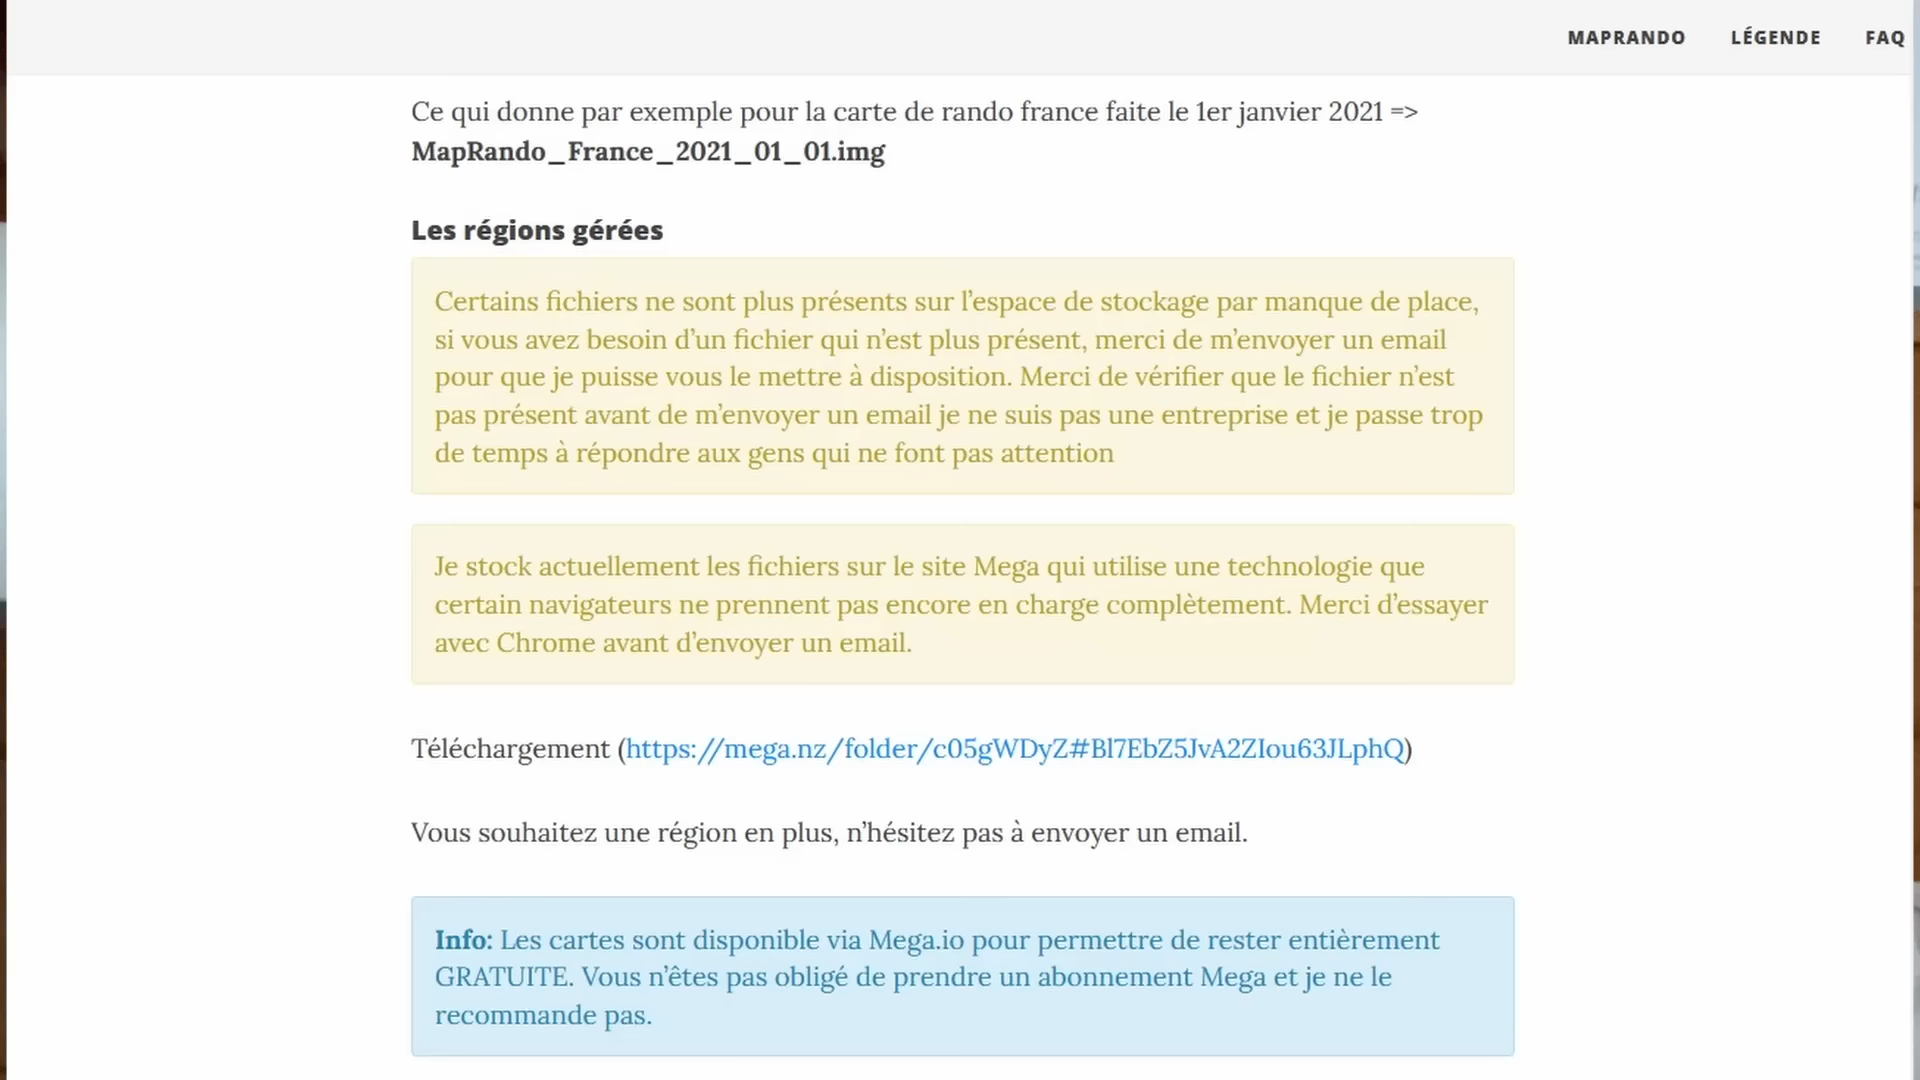 MAPRANDO LÉGENDE FAQ
Ce qui donne par exemple pour la carte de rando france faite le 1er janvier 2021 =>
MapRando_France_2021_01_01.img
Les régions gérées
Certains fichiers ne sont plus présents sur l’espace de stockage par manque de place,
si vous avez besoin d’un fichier qui n’est plus présent, merci de m’envoyer un email
pour que je puisse vous le mettre à disposition. Merci de vérifier que le fichier n’est
pas présent avant de m’envoyer un email je ne suis pas une entreprise et je passe trop
de temps à répondre aux gens qui ne font pas attention
Je stock actuellement les fichiers sur le site Mega qui utilise une technologie que
certain navigateurs ne prennent pas encore en charge complètement. Merci d’essayer
avec Chrome avant d’envoyer un email.
Téléchargement (https://mega.nz/folder/c05gWDyZ#Bl7EbZ5JvA2ZIou63JLphQ)
Vous souhaitez une région en plus, n’hésitez pas à envoyer un email.
Info: Les cartes sont disponible via Mega.io pour permettre de rester entièrement
GRATUITE. Vous n’êtes pas obligé de prendre un abonnement Mega et je ne le
recommande pas.